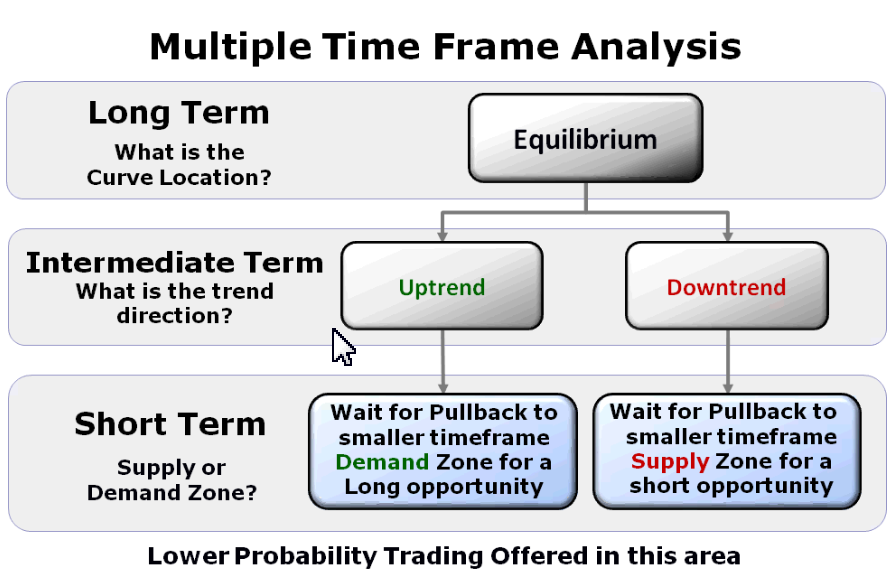 Multiple Time Frame Analysis
Long Term
What is the
Curve Location?
Equilibrium
Intermediate Term
What is the trend
direction?
Uptrend
Downtrend
Short Term
Supply or
Demand Zone?
Wait for Pullback to
smaller timeframe
Demand Zone for a
Long opportunity
Wait for Pullback to
smaller timeframe
Supply Zone for a
short opportunity
Lower Probability Trading Offered in this area